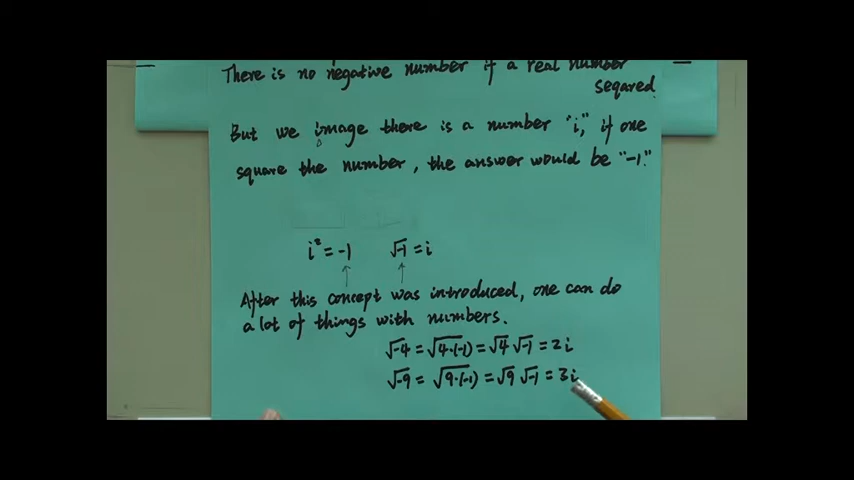 There is no negative number if a real number
seqared.
But we image there is a number "i," if one
square the number, the answer would be "-1."
i² = -1 √-1 = i
After this concept was introduced, one can do
a lot of things with numbers.
√-4 = √4·(-1) = √4 √-1 = 2i
√-9 = √9·(-1) = √9 √-1 = 3i